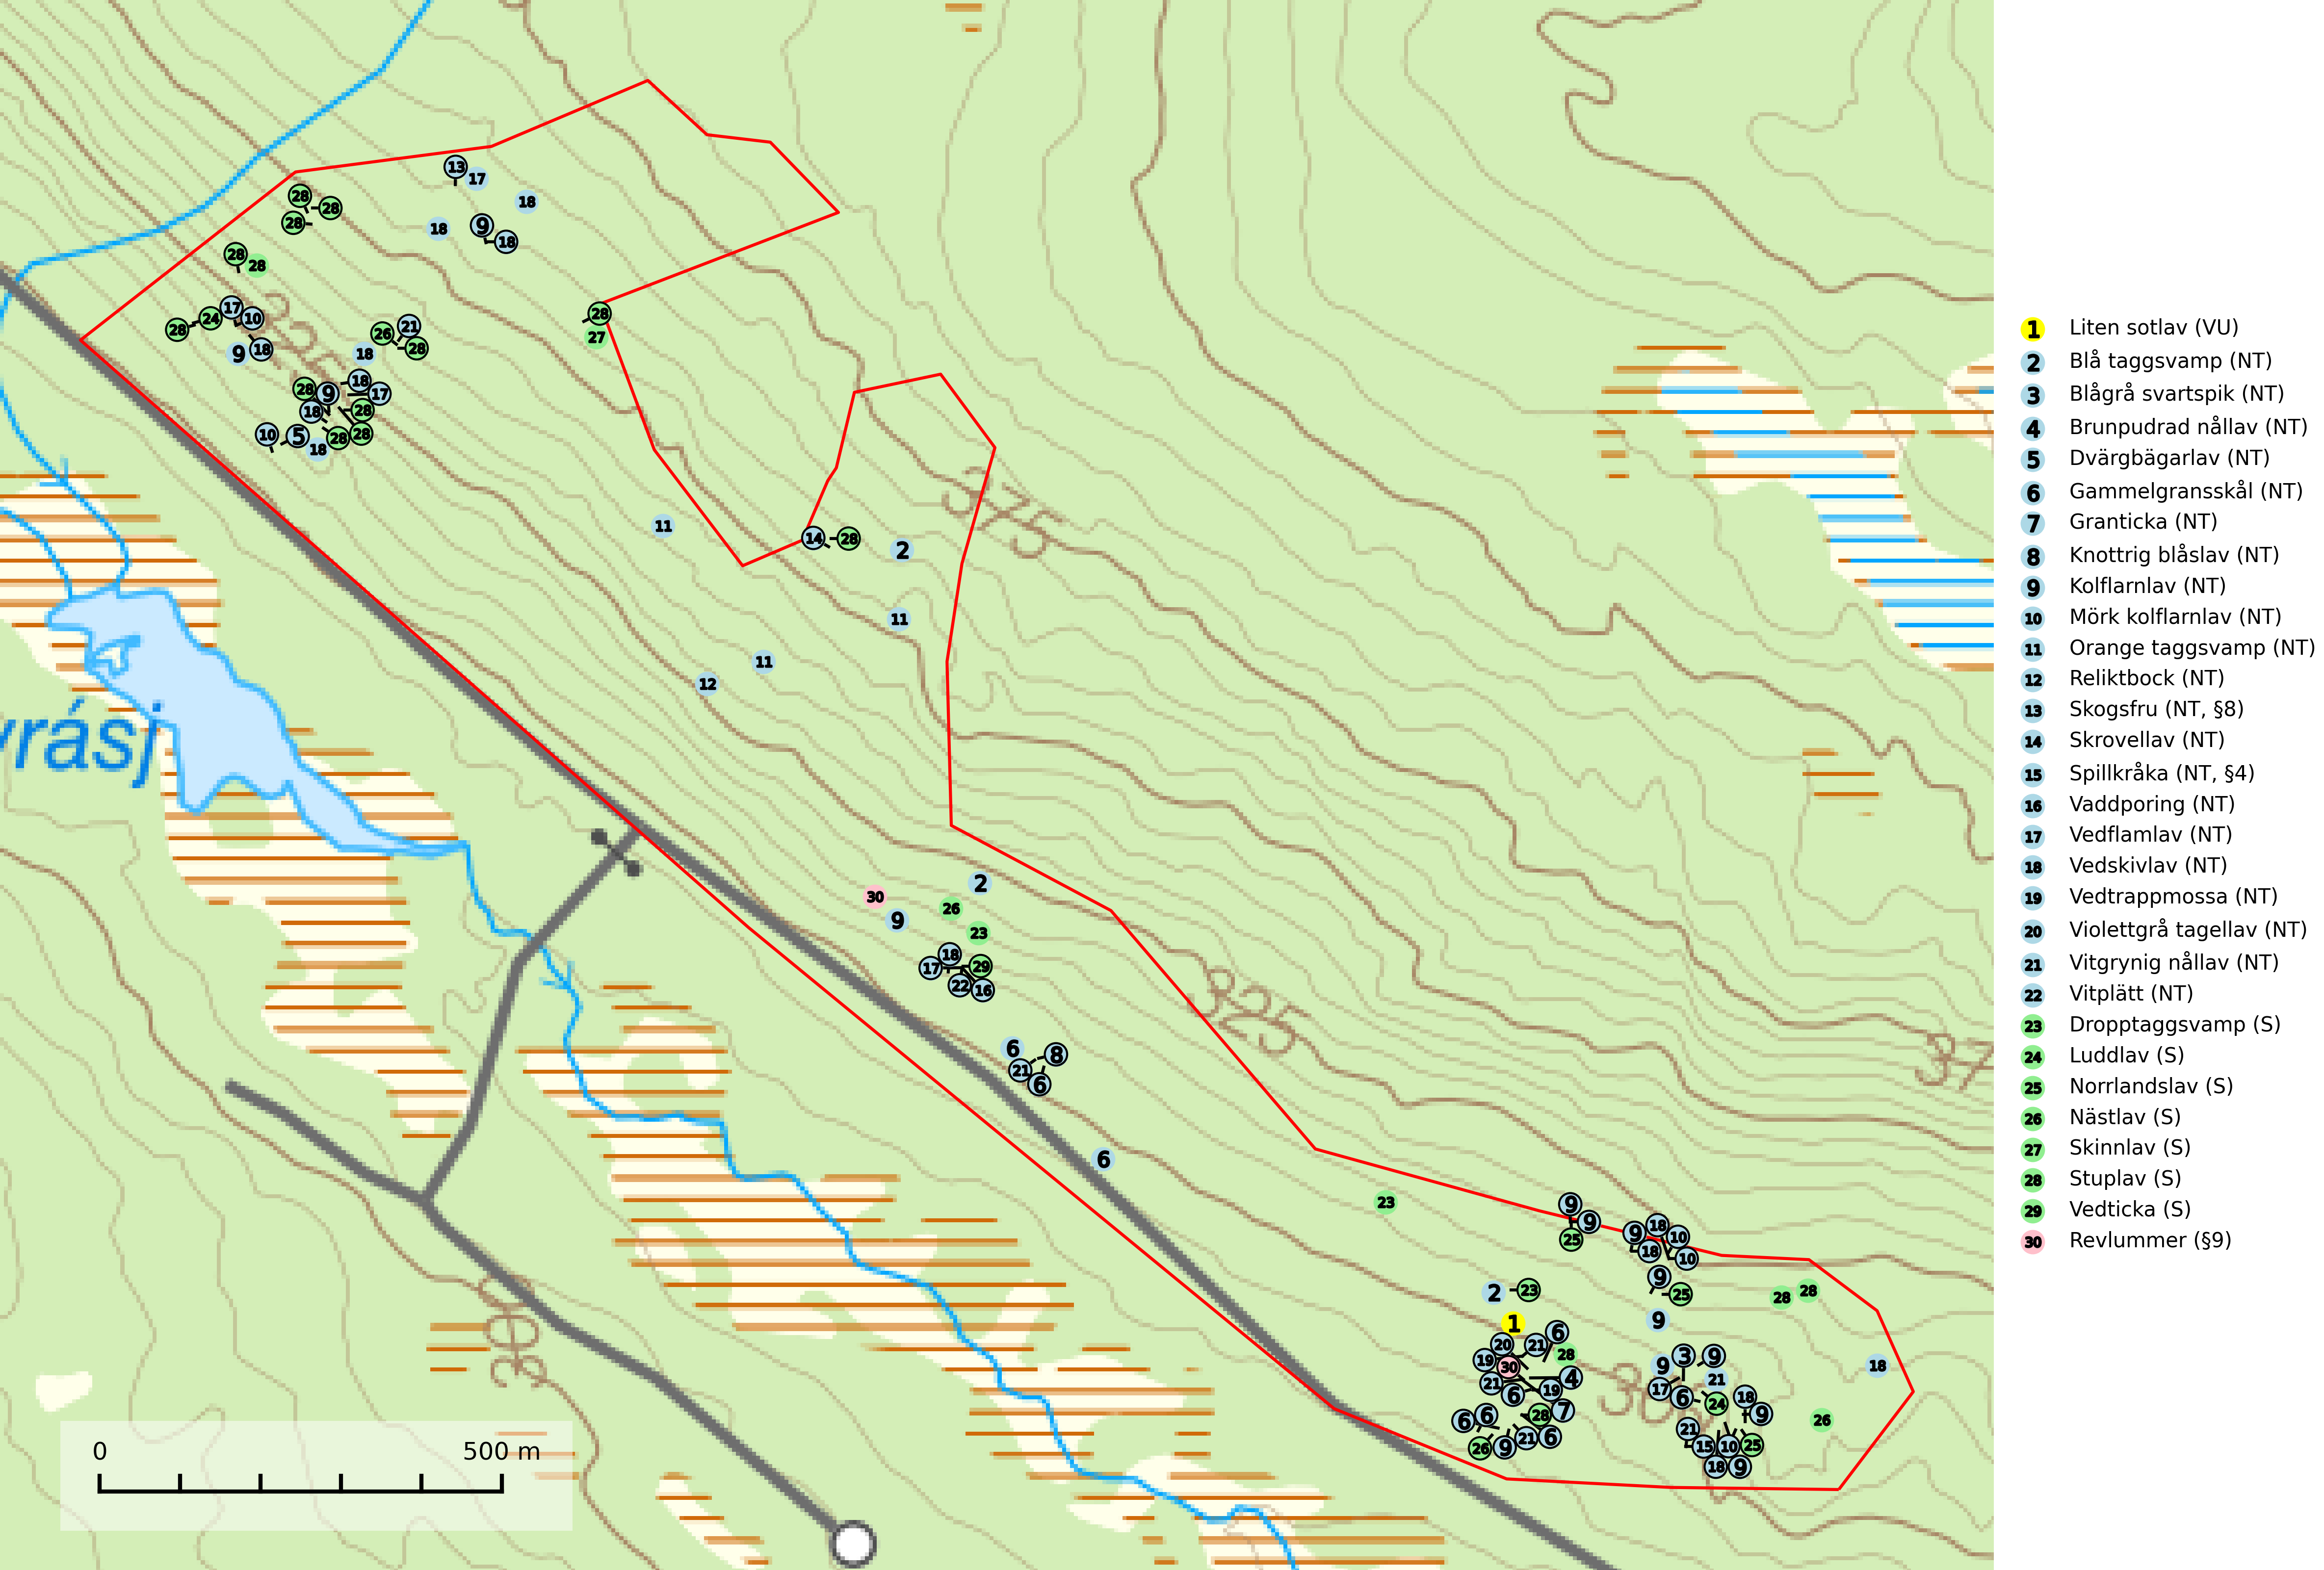 375
325
300
300
0 500 m
1 Liten sotlav (VU)
2 Blå taggsvamp (NT)
3 Blågrå svartspik (NT)
4 Brunpudrad nållav (NT)
5 Dvärgbägarlav (NT)
6 Gammelgransskål (NT)
7 Granticka (NT)
8 Knottrig blåslav (NT)
9 Kolflarnlav (NT)
10 Mörk kolflarnlav (NT)
11 Orange taggsvamp (NT)
12 Reliktbock (NT)
13 Skogsfru (NT, §8)
14 Skrovellav (NT)
15 Spillkråka (NT, §4)
16 Vaddporing (NT)
17 Vedflamlav (NT)
18 Vedskivlav (NT)
19 Vedtrappmossa (NT)
20 Violettgrå tagellav (NT)
21 Vitgrynig nållav (NT)
22 Vitplätt (NT)
23 Dropptaggsvamp (S)
24 Luddlav (S)
25 Norrlandslav (S)
26 Nästlav (S)
27 Skinnlav (S)
28 Stuplav (S)
29 Vedticka (S)
30 Revlummer (§9)